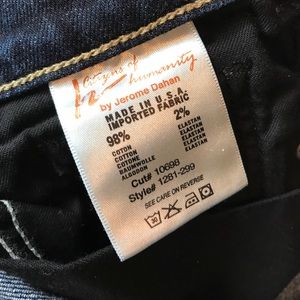 Citizens of
humanity
by Jerome Dahan
MADE IN U.S.A.
IMPORTED FABRIC
98% 2%
COTTON ELASTAN
COTTON ELASTAN
COTONE ELASTAN
BAUMWOLLE ELASTAN
ALGODON ELASTAN
Cut# 10698
Style# 1281-299
SEE CARE ON REVERSE